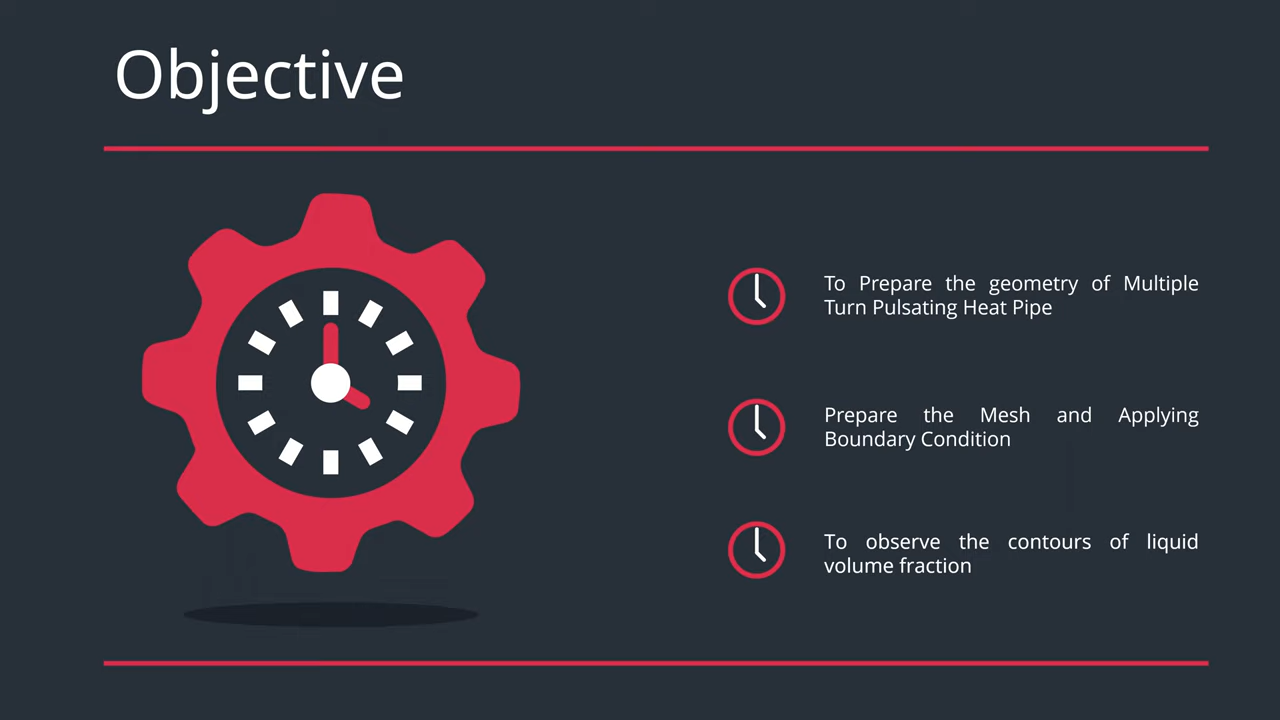 Objective
To Prepare the geometry of Multiple
Turn Pulsating Heat Pipe
Prepare the Mesh and Applying
Boundary Condition
To observe the contours of liquid
volume fraction